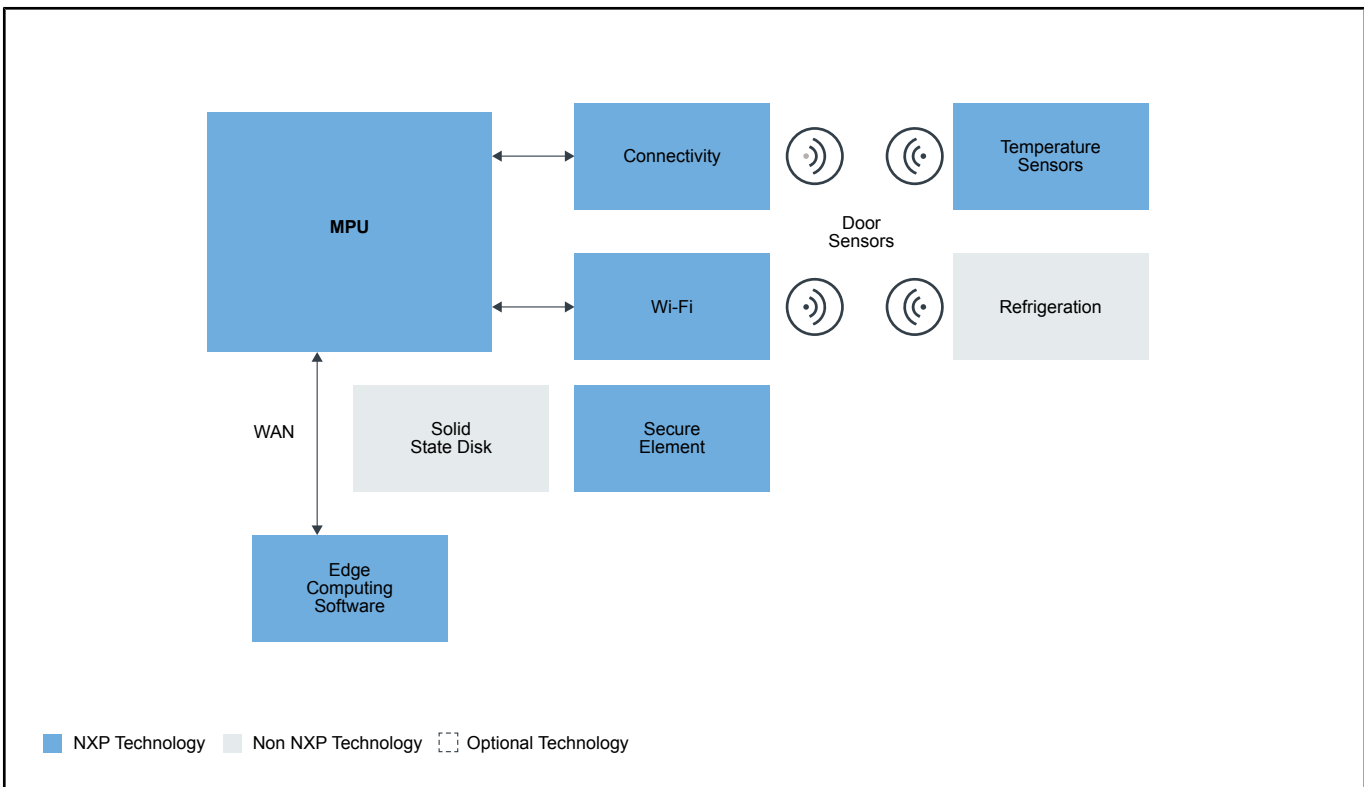 MPU
Connectivity
Temperature
Sensors
Door
Sensors
Wi-Fi
Refrigeration
WAN
Solid
State Disk
Secure
Element
Edge
Computing
Software
NXP Technology
Non NXP Technology
Optional Technology